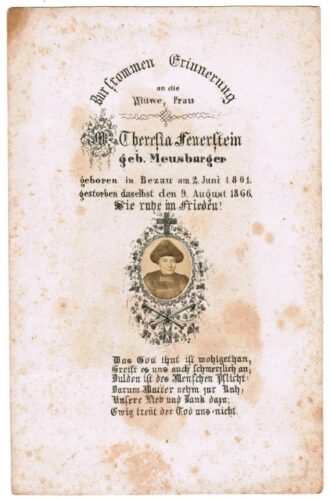 Zur frommen Erinnerung
an die
Witwe, Frau
M. Theresia Feuerstein
geb. Meusburger
geboren in Bezau am 2. Juni 1801.
gestorben daselbst den 9. August 1866.
Sie ruhe im Frieden!
Was Gott thut ist wohlgethan,
Greift es uns auch schmerzlich an;
Dulden ist des Menschen Pflicht
Darum Mutter nehm zur Ruh,
Unsere Lieb und Dank dazu;
Ewig trent der Tod uns nicht.